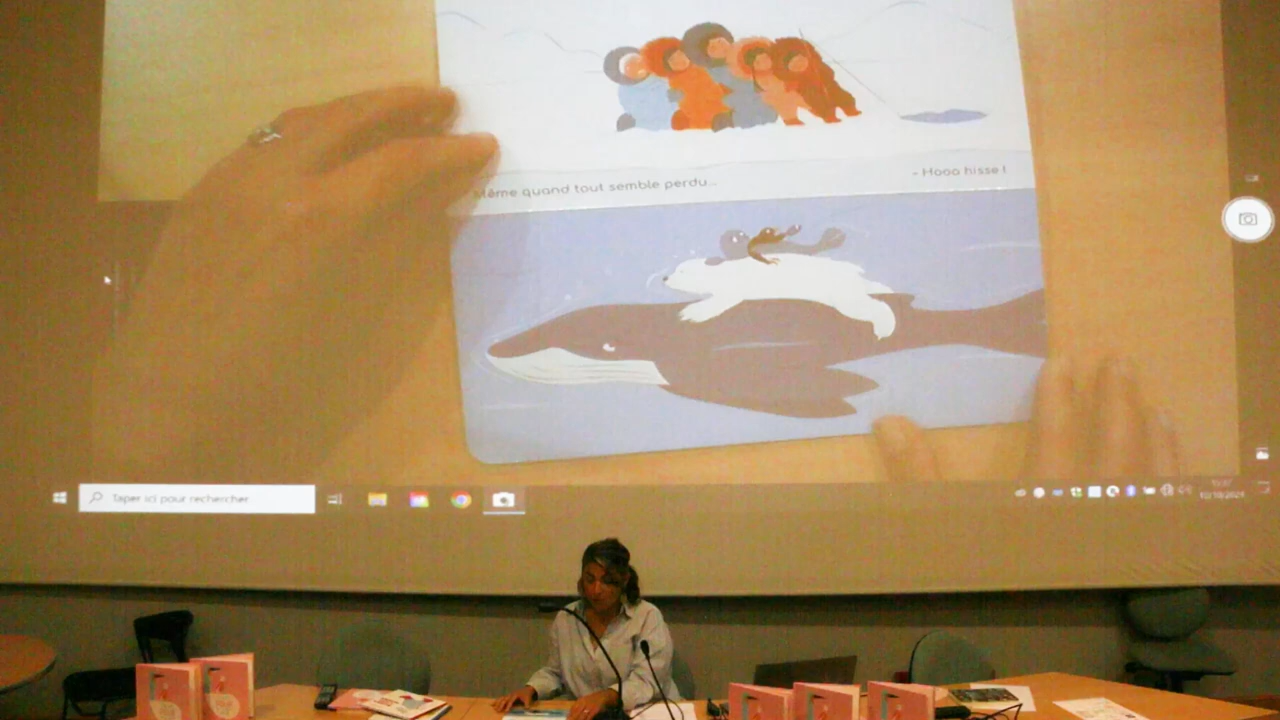 Même quand tout semble perdu...
- Hooo hisse !
Taper ici pour rechercher